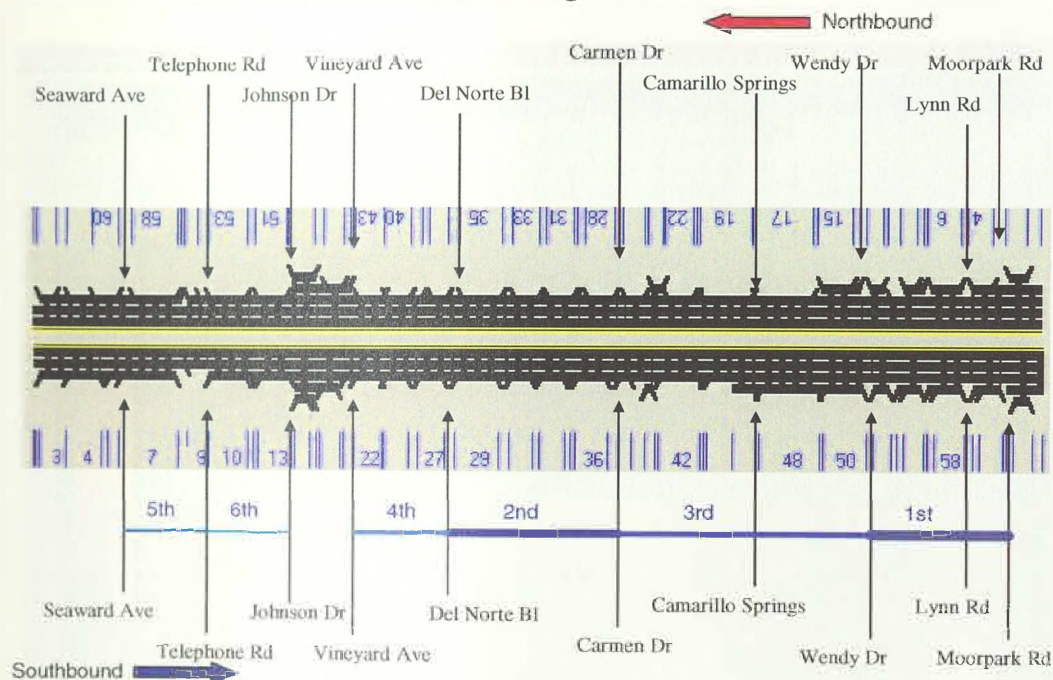 Northbound
Carmen Dr
Telephone Rd Vineyard Ave Wendy Dr Moorpark Rd
Seaward Ave Johnson Dr Del Norte Bl Camarillo Springs
Lynn Rd
60 58 53 51 43 40 35 33 31 28 22 19 17 15 6 4
3 4 7 9 10 13 22 27 29 36 42 48 50 58
5th 6th 4th 2nd 3rd 1st
Seaward Ave Johnson Dr Del Norte Bl Camarillo Springs Lynn Rd
Telephone Rd Vineyard Ave Carmen Dr Wendy Dr Moorpark Rd
Southbound